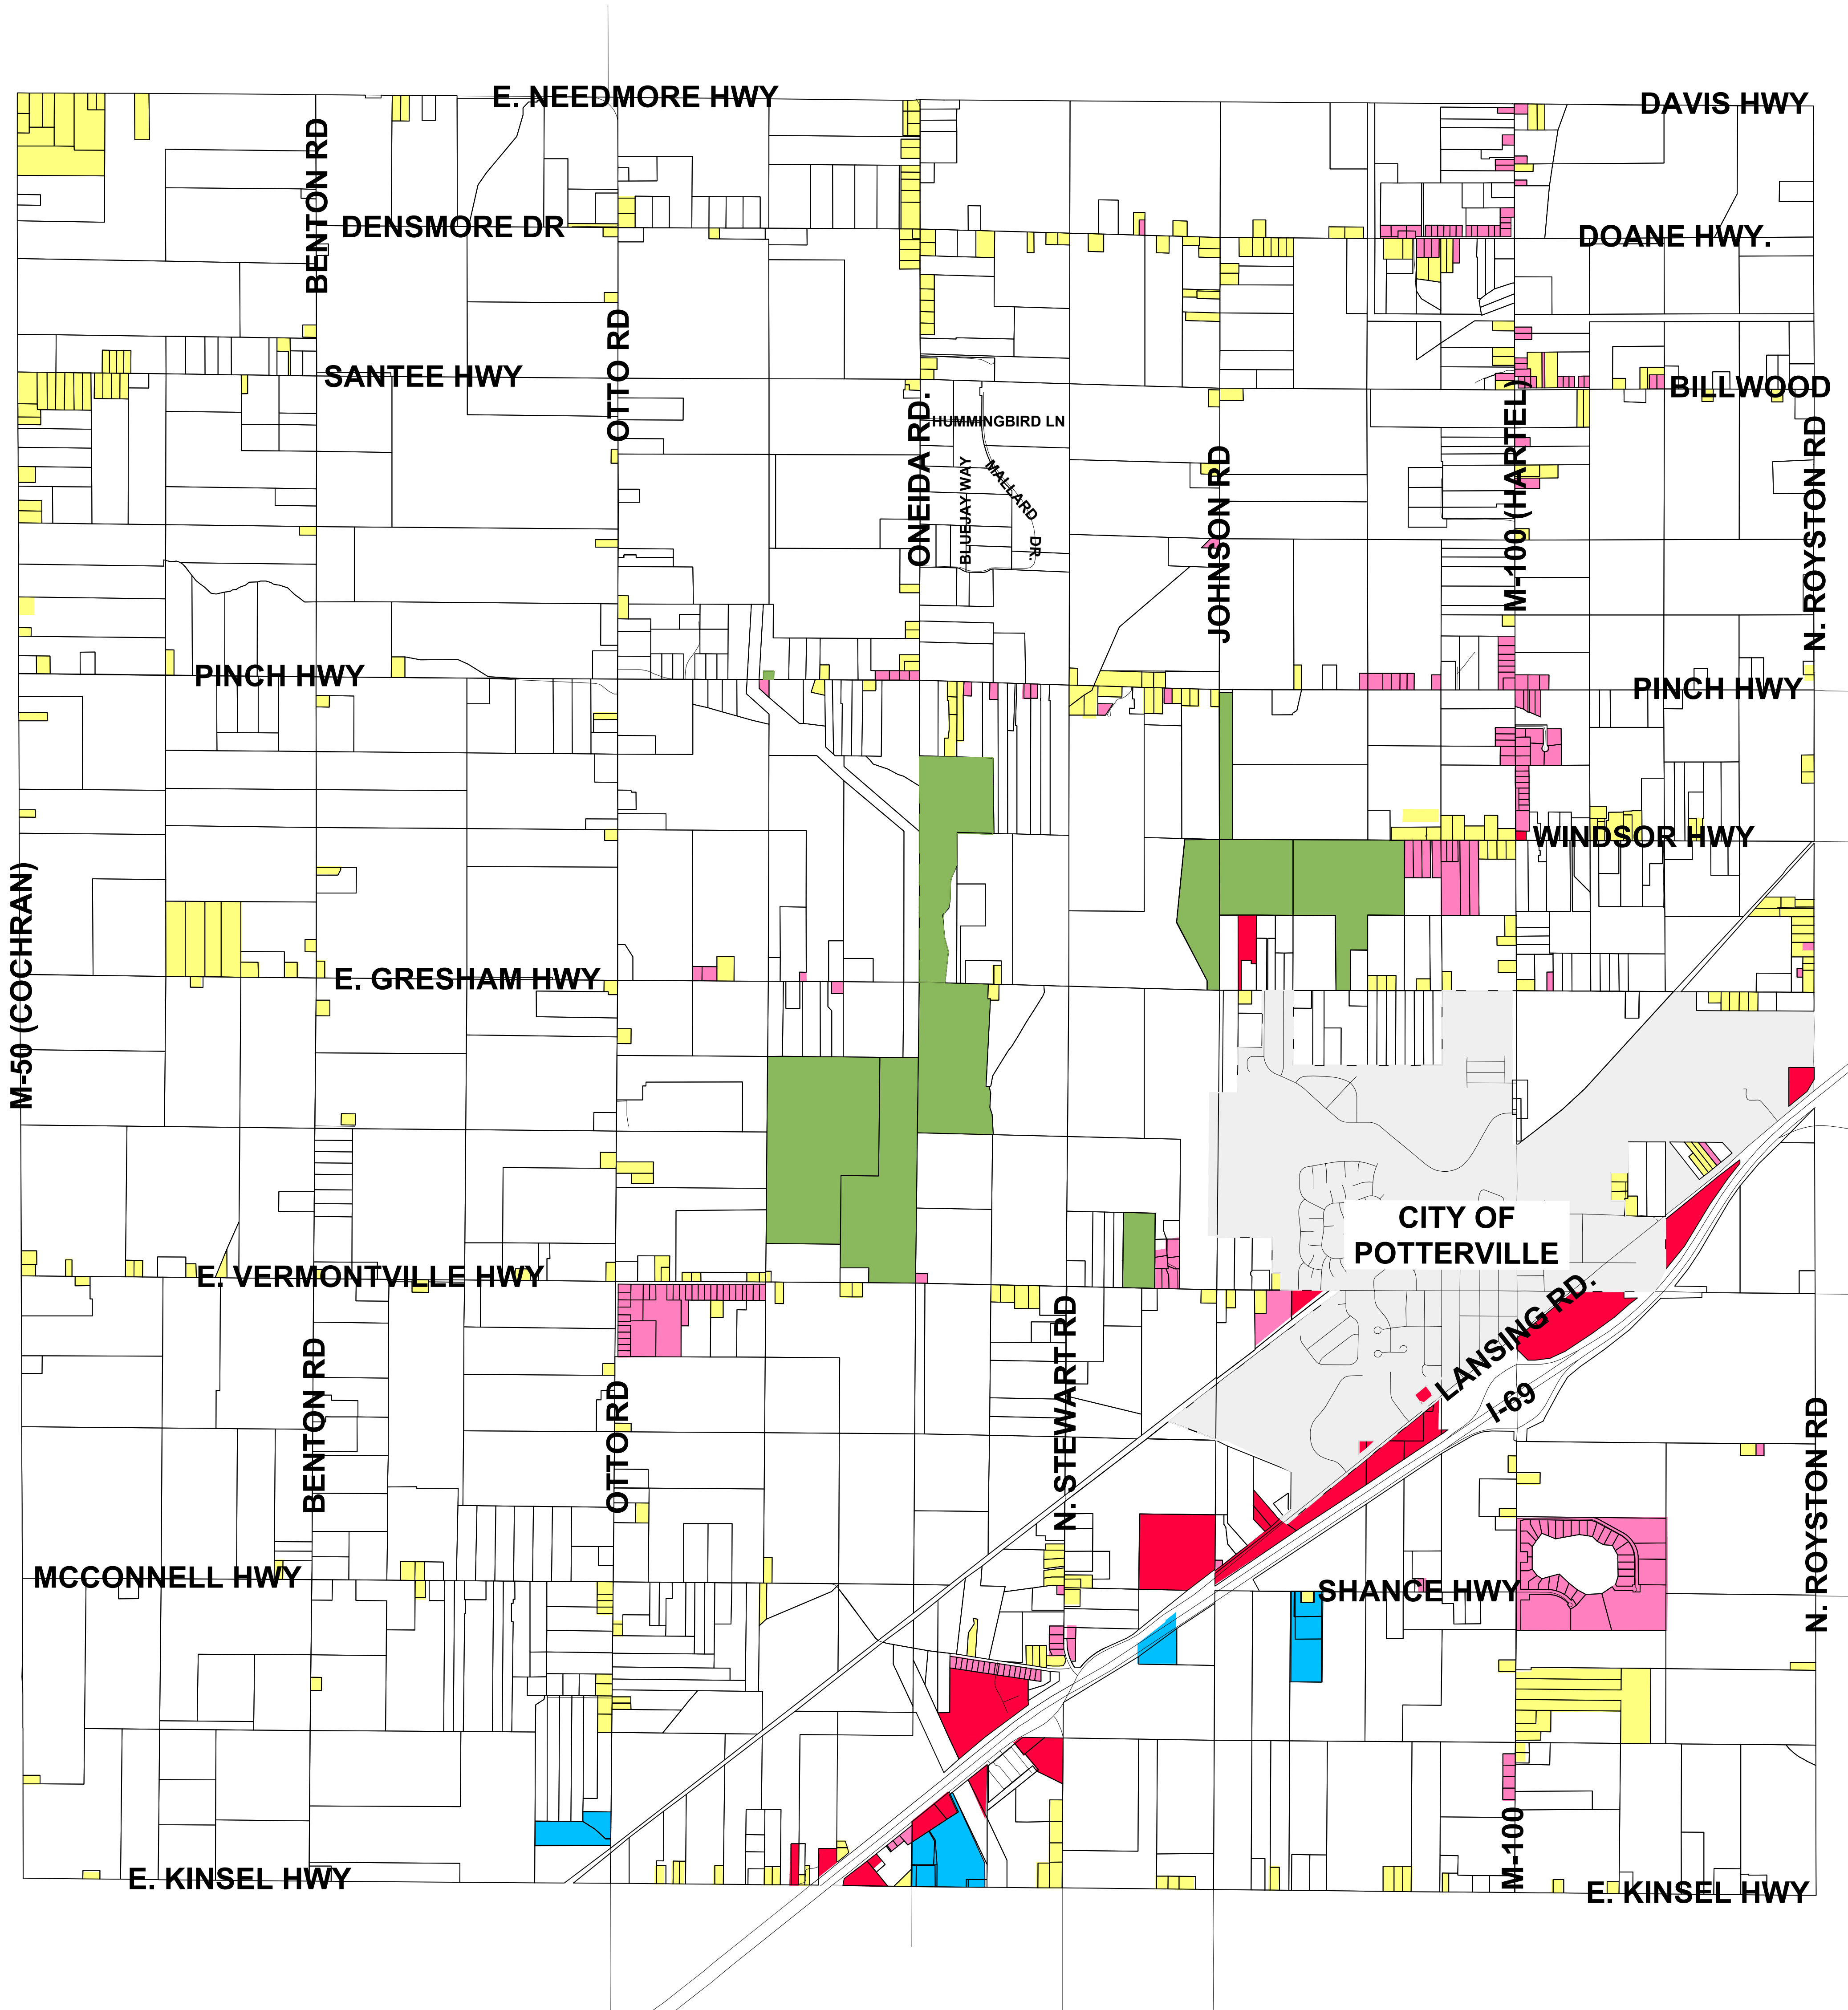 E. NEEDMORE HWY
DAVIS HWY
BENTON RD
DENSMORE DR
DOANE HWY.
OTTO RD
SANTEE HWY
BILLWOOD
ONEIDA RD.
HUMMINGBIRD LN
MALLARD
DR.
BLUEJAY WAY
JOHNSON RD
M-100 (HARTEL)
N. ROYSTON RD
PINCH HWY
PINCH HWY
WINDSOR HWY
M-50 (COCHRAN)
E. GRESHAM HWY
CITY OF
POTTERVILLE
E. VERMONTVILLE HWY
LANSING RD.
I-69
BENTON RD
OTTO RD
N. STEWART RD
N. ROYSTON RD
MCCONNELL HWY
SHANCE HWY
M-100
E. KINSEL HWY
E. KINSEL HWY